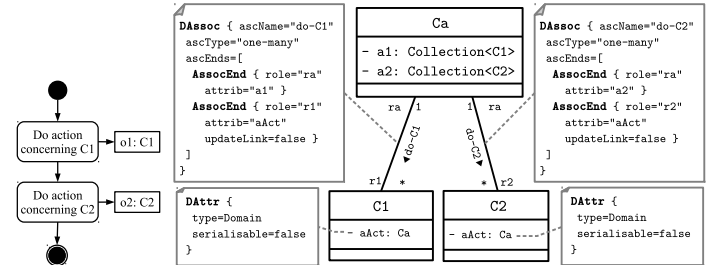 Do action
concerning C1
o1: C1
Do action
concerning C2
o2: C2
DAssoc { ascName="do-C1"
ascType="one-many"
ascEnds=[
AssocEnd { role="ra"
attrib="a1" }
AssocEnd { role="r1"
attrib="aAct"
updateLink=false }
]
}
Ca
- a1: Collection<C1>
- a2: Collection<C2>
ra 1
1 ra
do-C1
do-C2
r1 *
* r2
DAssoc { ascName="do-C2"
ascType="one-many"
ascEnds=[
AssocEnd { role="ra"
attrib="a2" }
AssocEnd { role="r2"
attrib="aAct"
updateLink=false }
]
}
DAttr {
type=Domain
serialisable=false
}
C1
- aAct: Ca
C2
- aAct: Ca
DAttr {
type=Domain
serialisable=false
}